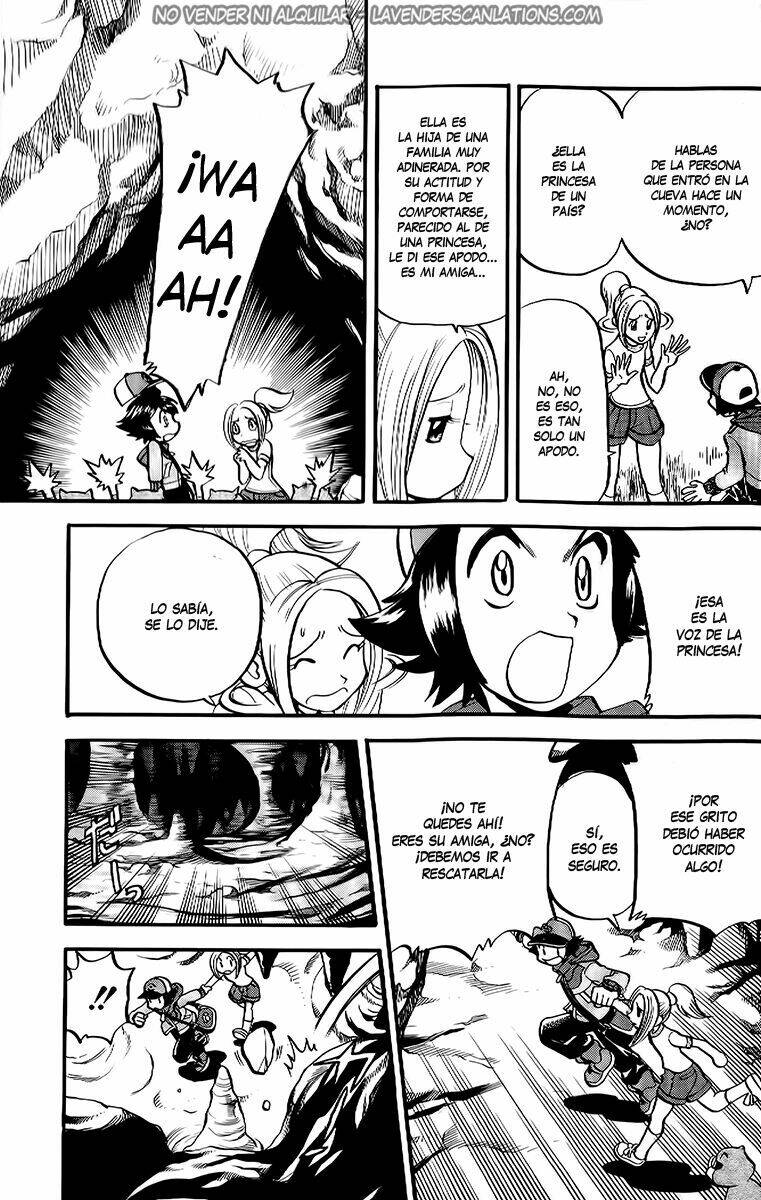 NO VENDER NI ALQUILAR - LAVENDERSCANLATIONS.COM
HABLAS
DE LA PERSONA
QUE ENTRÓ EN LA
CUEVA HACE UN
MOMENTO,
¿NO?
¿ELLA
ES LA
PRINCESA
DE UN
PAÍS?
AH,
NO, NO
ES ESO,
ES TAN
SOLO UN
APODO.
ELLA ES
LA HIJA DE UNA
FAMILIA MUY
ADINERADA. POR
SU ACTITUD Y
FORMA DE
COMPORTARSE,
PARECIDO AL DE
UNA PRINCESA,
LE DI ESE APODO...
ES MI AMIGA...
¡WA
AA
AH!
¡ESA
ES LA
VOZ DE LA
PRINCESA!
LO SABÍA,
SE LO DIJE.
¡POR
ESE GRITO
DEBIÓ HABER
OCURRIDO
ALGO!
SÍ,
ESO ES
SEGURO.
¡NO TE
QUEDES AHÍ!
ERES SU AMIGA, ¿NO?
¡DEBEMOS IR A
RESCATARLA!
!!